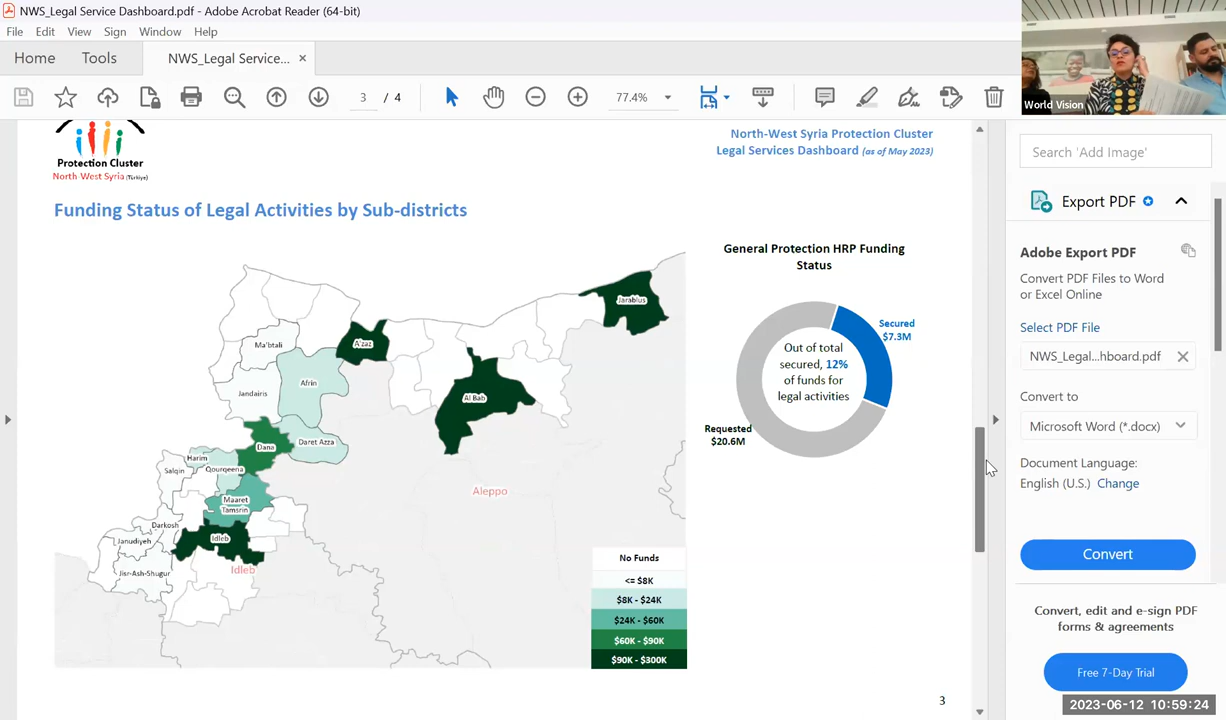 NWS_Legal Service Dashboard.pdf - Adobe Acrobat Reader (64-bit)
File Edit View Sign Window Help
Home Tools NWS_Legal Service... ×
3 / 4
77.4%
World Vision
Protection Cluster
North-West Syria (Türkiye)
North-West Syria Protection Cluster
Legal Services Dashboard (as of May 2023)
Funding Status of Legal Activities by Sub-districts
General Protection HRP Funding
Status
Secured
$7.3M
Out of total
secured, 12%
of funds for
legal activities
Requested
$20.6M
Jarablus
A'zaz
Ma'btali
Afrin
Jandairis
Al Bab
Dana
Daret Azza
Harim
Salqin
Qourqeena
Maaret
Tamsrin
Aleppo
Darkosh
Janudiyeh
Idleb
Idleb
Jisr-Ash-Shugur
No Funds
<= $8K
$8K - $24K
$24K - $60K
$60K - $90K
$90K - $300K
3
Search 'Add Image'
Export PDF
Adobe Export PDF
Convert PDF Files to Word
or Excel Online
Select PDF File
NWS_Legal...hboard.pdf
Convert to
Microsoft Word (*.docx)
Document Language:
English (U.S.) Change
Convert
Convert, edit and e-sign PDF
forms & agreements
Free 7-Day Trial
2023-06-12 10:59:24